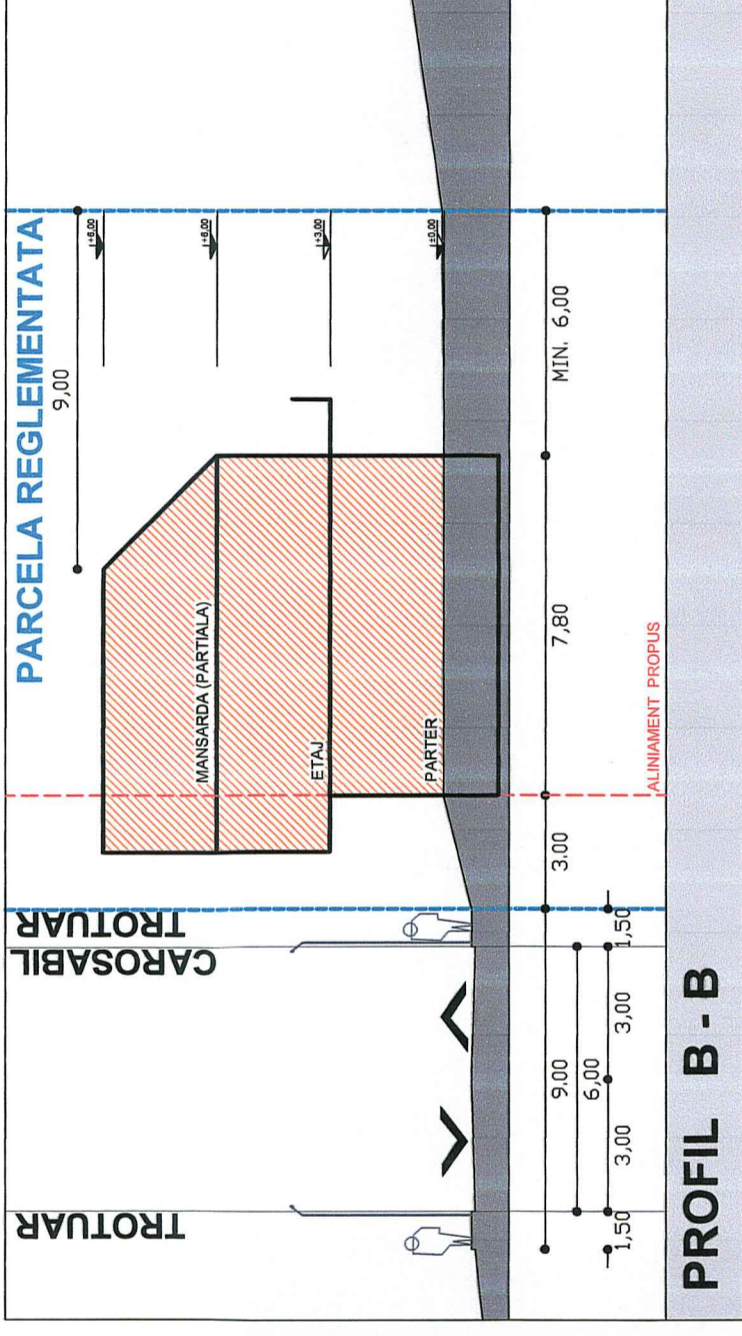 TROTUAR
CAROSABIL
TROTUAR
PARCELA REGLEMENTATA
9,00
+6,00
+3,00
±0,00
MANSARDA (PARTIALA)
ETAJ
PARTER
9,00
3.00
7,80
MIN. 6,00
6,00
1,50
3,00
3,00
1,50
ALINIAMENT PROPUS
PROFIL B - B